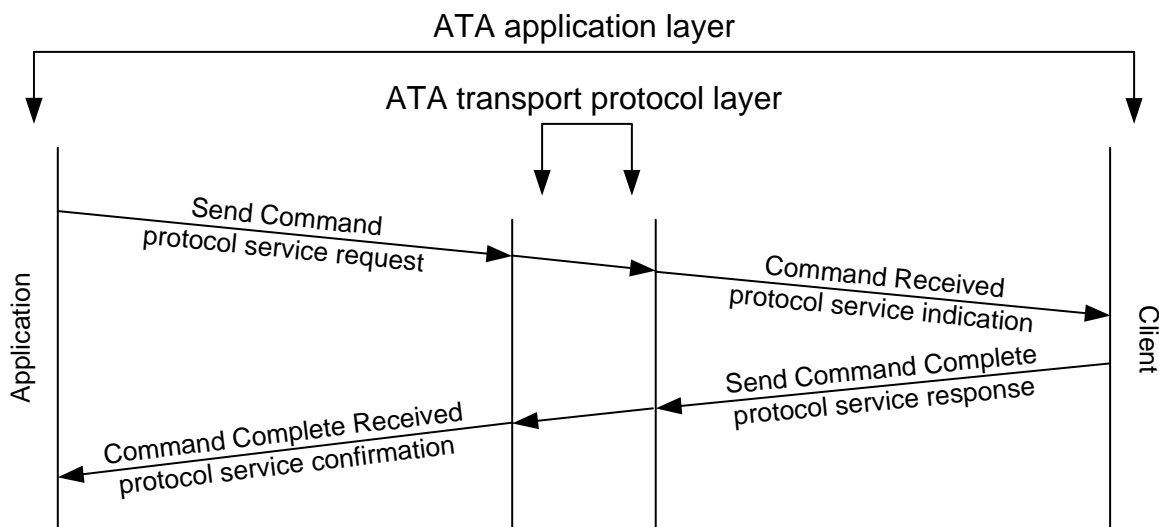 ATA application layer
ATA transport protocol layer
Send Command
protocol service request
Command Received
protocol service indication
Application
Client
Send Command Complete
protocol service response
Command Complete Received
protocol service confirmation